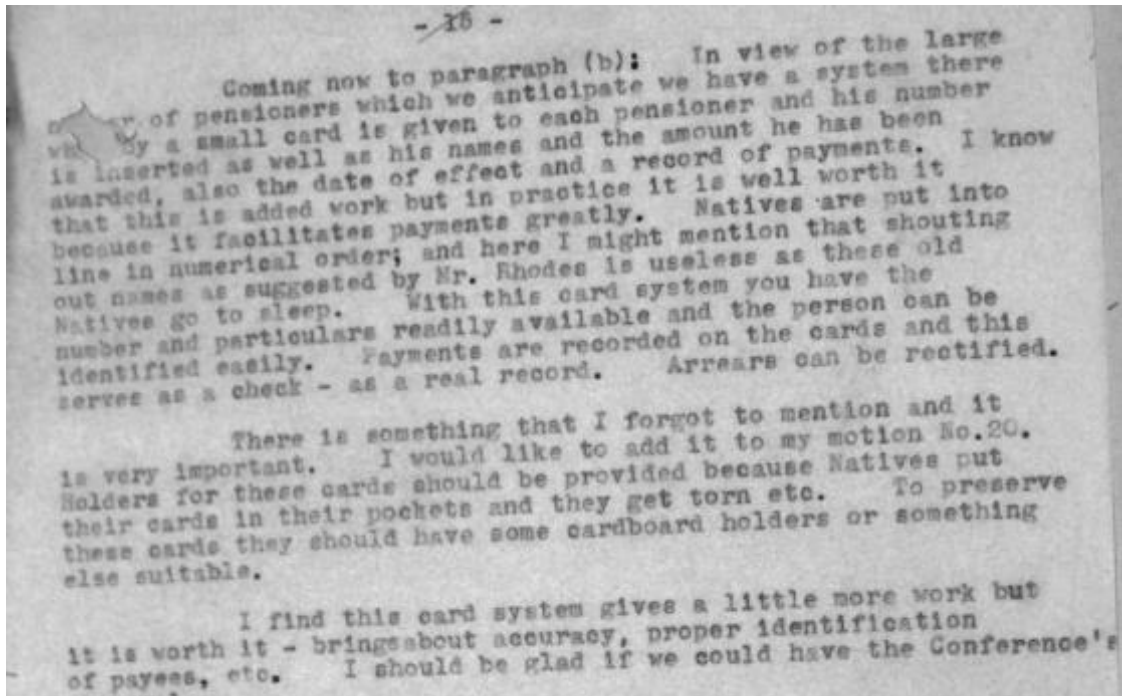 - 16 -
Coming now to paragraph (b): In view of the large
of pensioners which we anticipate we have a system there
a small card is given to each pensioner and his number
is inserted as well as his names and the amount he has been
awarded, also the date of effect and a record of payments. I know
that this is added work but in practice it is well worth it
because it facilitates payments greatly. Natives are put into
line in numerical order; and here I might mention that shouting
out names as suggested by Mr. Rhodes is useless as these old
Natives go to sleep. With this card system you have the
number and particulars readily available and the person can be
identified easily. Payments are recorded on the cards and this
serves as a check - as a real record. Arrears can be rectified.
There is something that I forgot to mention and it
is very important. I would like to add it to my motion No.20.
Holders for these cards should be provided because Natives put
their cards in their pockets and they get torn etc. To preserve
these cards they should have some cardboard holders or something
else suitable.
I find this card system gives a little more work but
it is worth it - bringsabout accuracy, proper identification
of payees, etc. I should be glad if we could have the Conference's